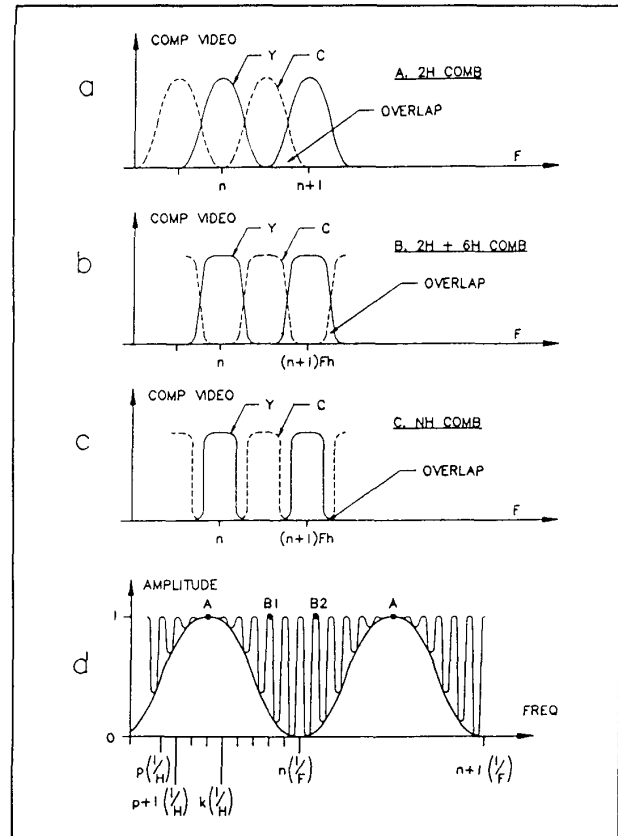 COMP VIDEO
Y
C
A. 2H COMB
a
OVERLAP
F
n
n+1
COMP VIDEO
Y
C
B. 2H + 6H COMB
b
OVERLAP
F
n
(n+1)Fh
COMP VIDEO
Y
C
C. NH COMB
c
OVERLAP
F
n
(n+1)Fh
AMPLITUDE
A
B1
B2
A
1
d
FREQ
0
p(1/H)
n(1/F)
n+1(1/F)
p+1(1/H)
k(1/H)